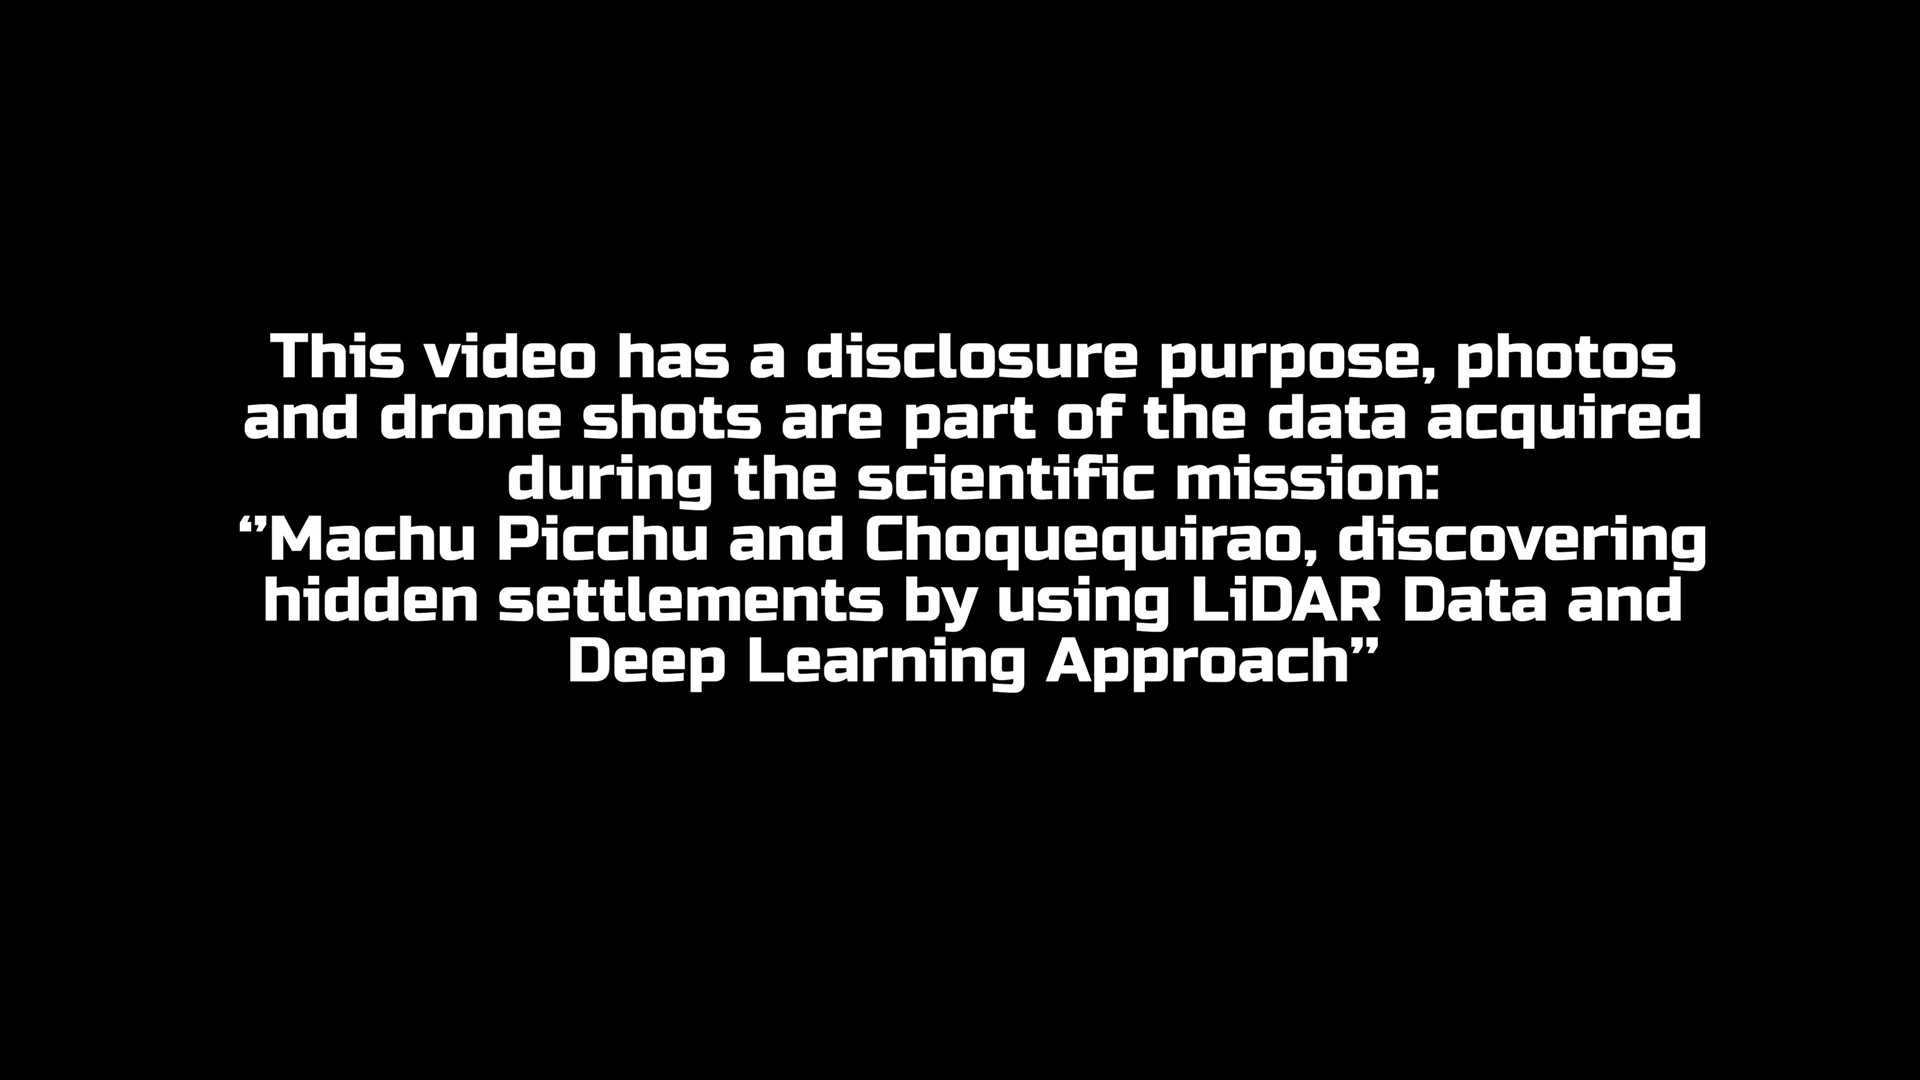 This video has a disclosure purpose, photos
and drone shots are part of the data acquired
during the scientific mission:
‘’Machu Picchu and Choquequirao, discovering
hidden settlements by using LiDAR Data and
Deep Learning Approach’’